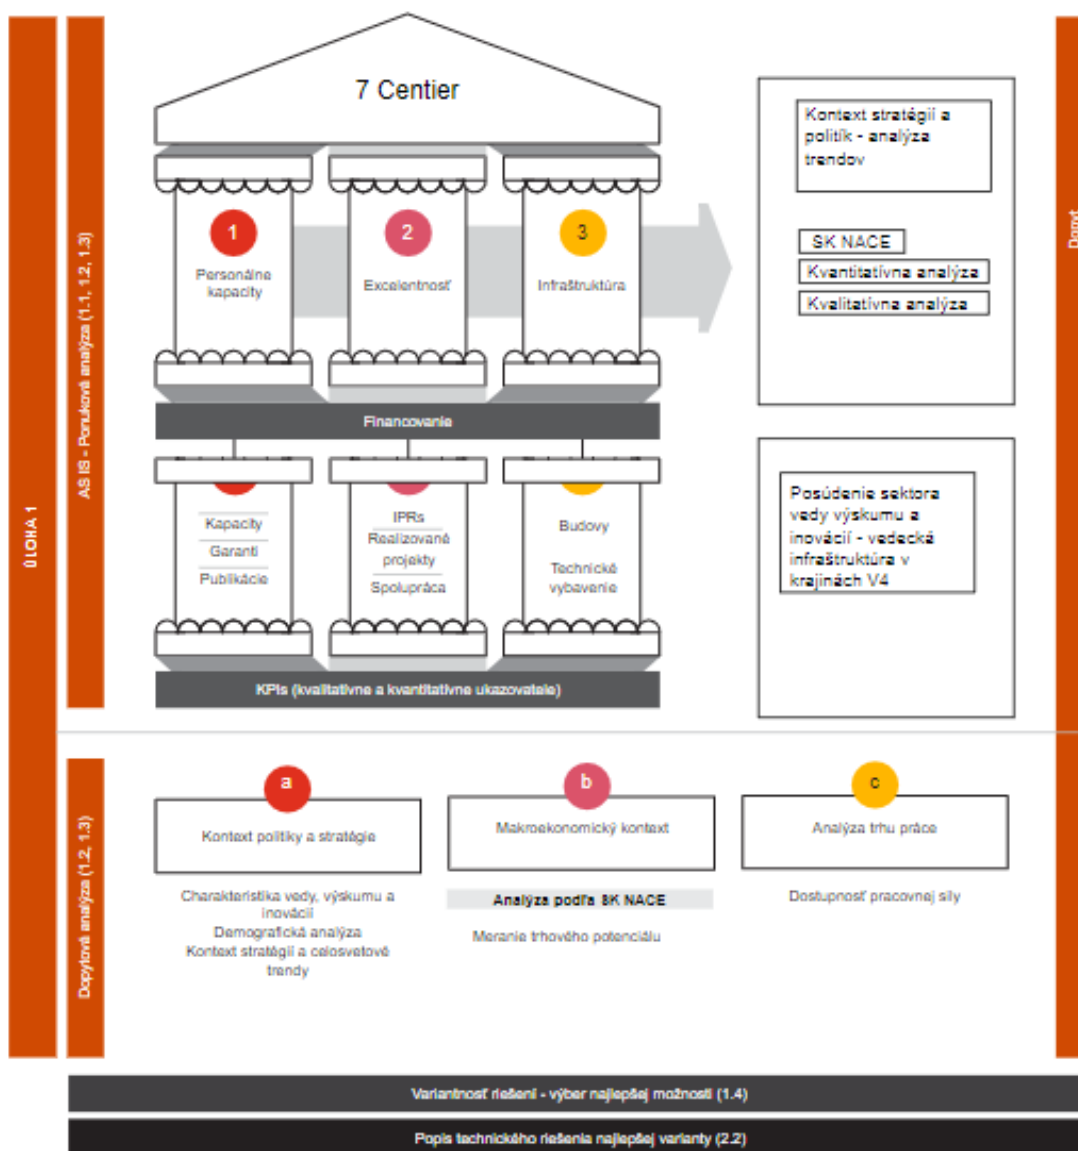 ÚLOHA 1
AS IS - Ponuková analýza (1.1, 1.2, 1.3)
7 Centier
1
Personálne
kapacity
2
Excelentnosť
3
Infraštruktúra
Financovanie
Kapacity
Garanti
Publikácie
IPRs
Realizované
projekty
Spolupráca
Budovy
Technické
vybavenie
KPIs (kvalitatívne a kvantitatívne ukazovatele)
Kontext stratégií a
politík - analýza
trendov
SK NACE
Kvantitatívna analýza
Kvalitatívna analýza
Posúdenie sektora
vedy výskumu a
inovácií - vedecká
infraštruktúra v
krajinách V4
Dopytová analýza (1.2, 1.3)
a
Kontext politiky a stratégie
Charakteristika vedy, výskumu a
inovácií
Demografická analýza
Kontext stratégií a celosvetové
trendy
b
Makroekonomický kontext
Analýza podľa SK NACE
Meranie trhového potenciálu
c
Analýza trhu práce
Dostupnosť pracovnej sily
Variantnosť riešení - výber najlepšej možnosti (1.4)
Popis technického riešenia najlepšej varianty (2.2)